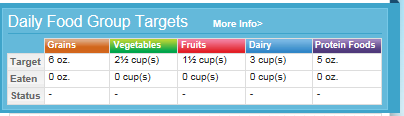 Daily Food Group Targets More Info>
Grains Vegetables Fruits Dairy Protein Foods
Target 6 oz. 2½ cup(s) 1½ cup(s) 3 cup(s) 5 oz.
Eaten 0 oz. 0 cup(s) 0 cup(s) 0 cup(s) 0 oz.
Status - - - - -